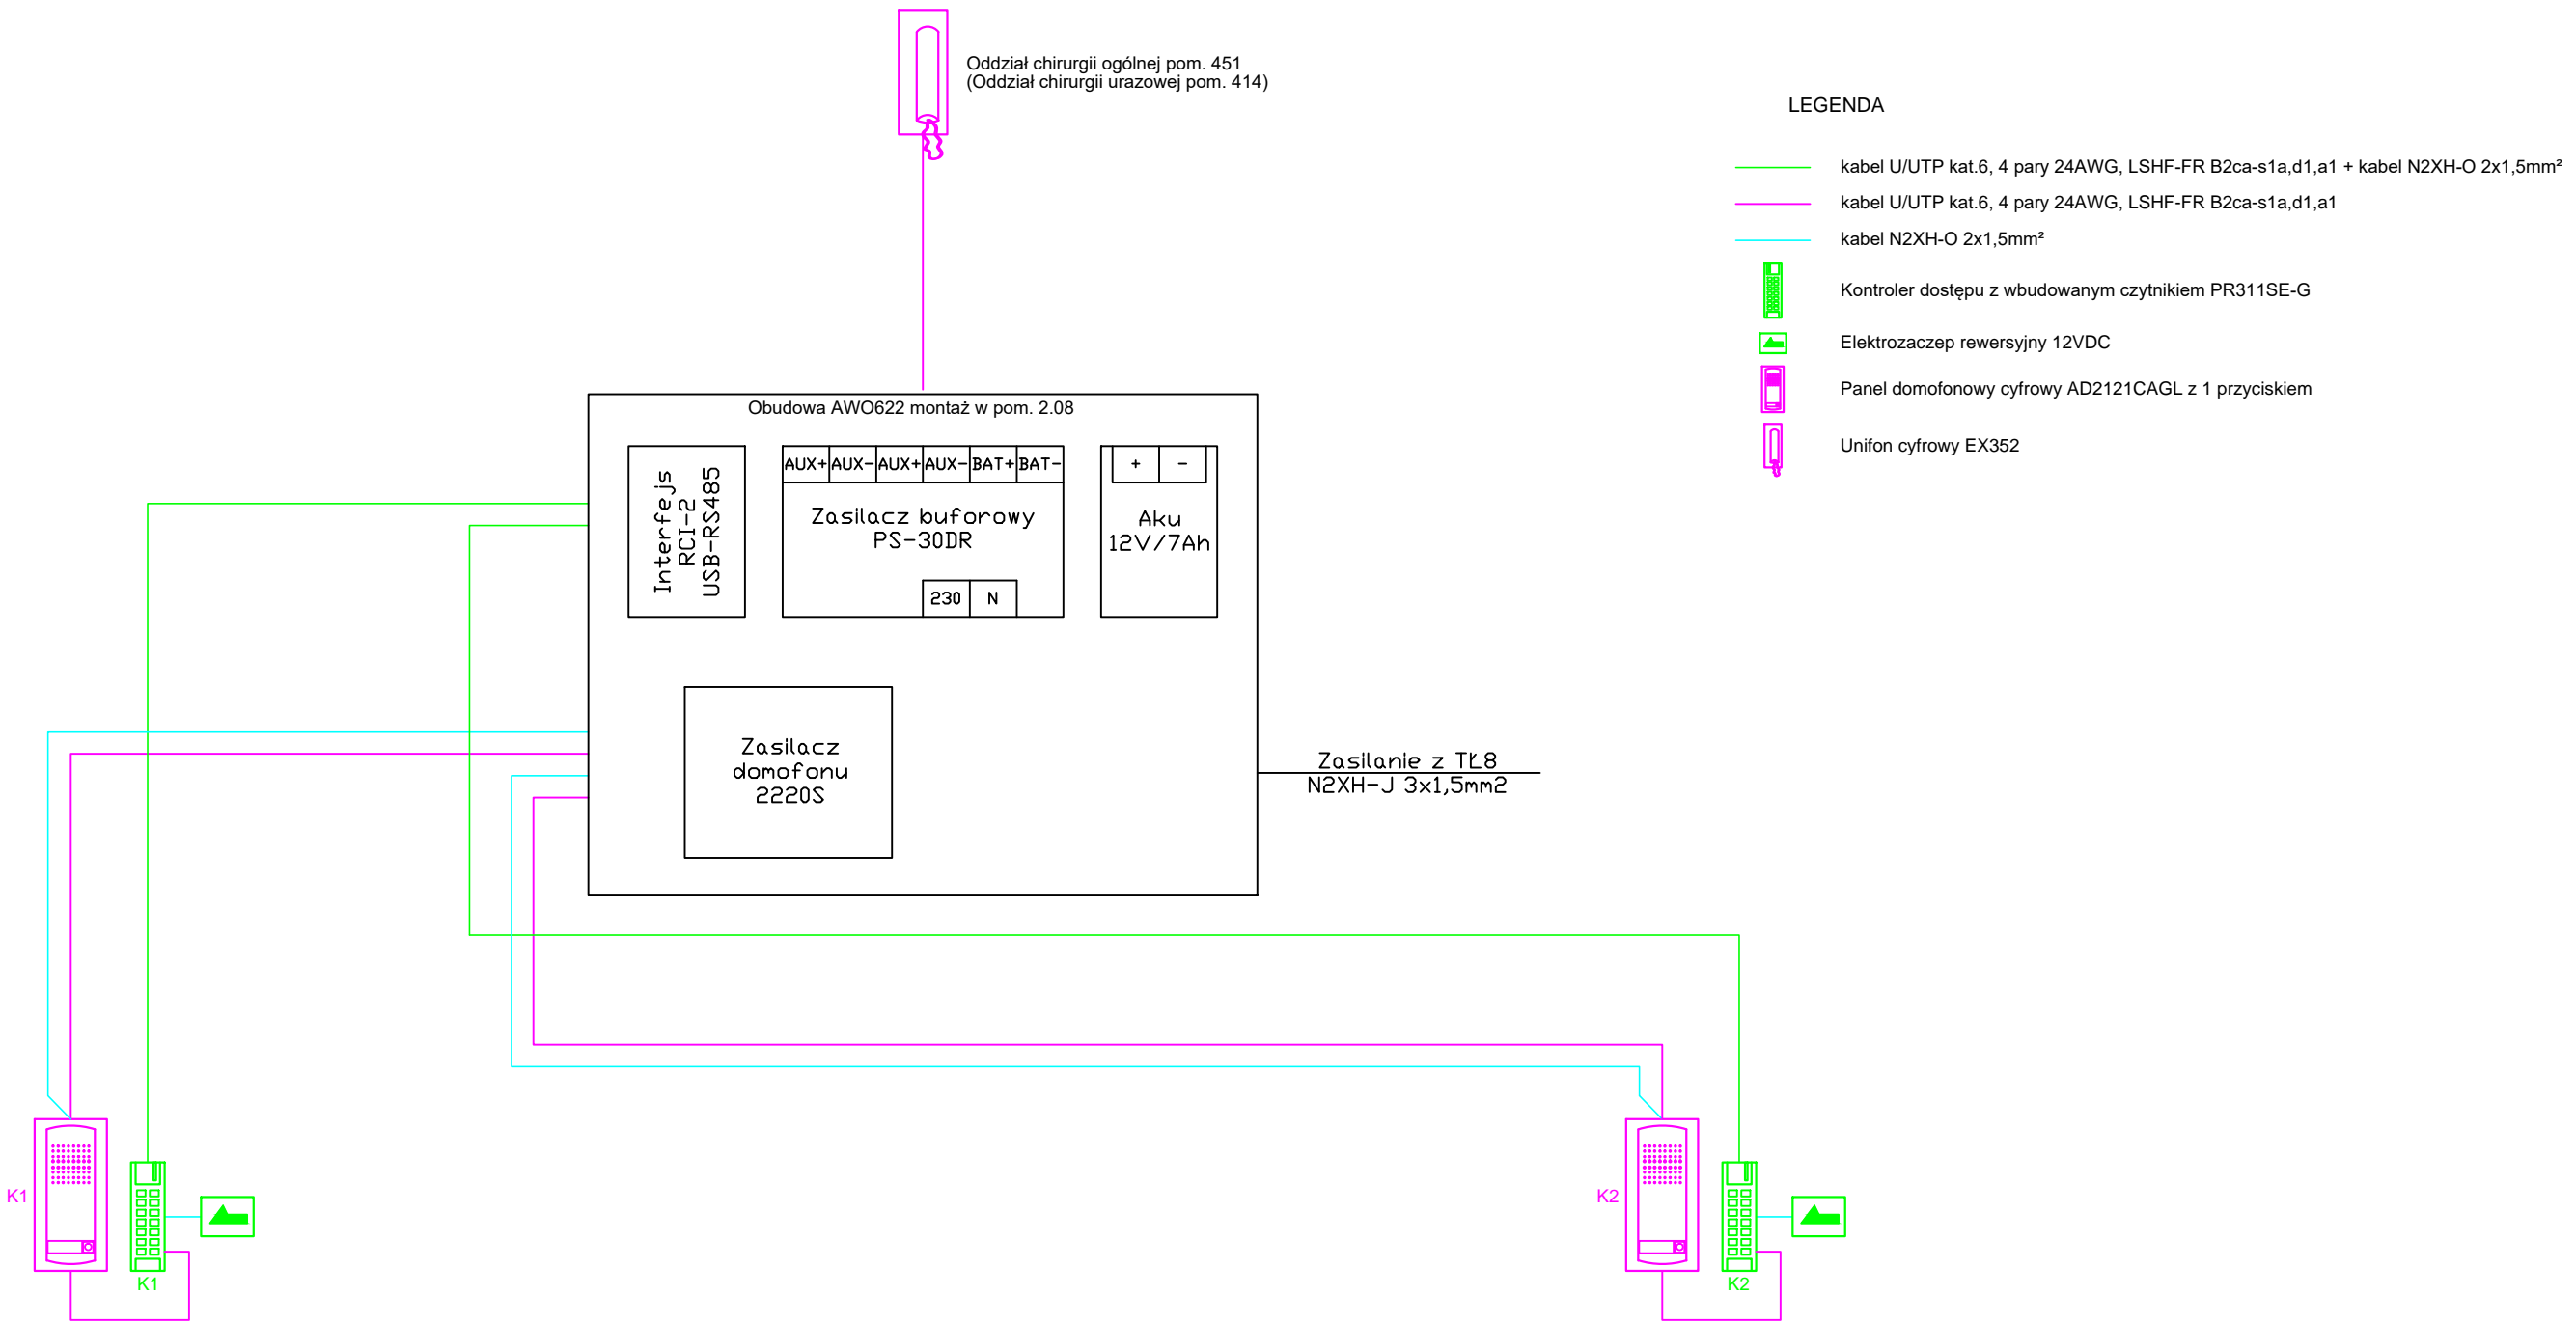 Oddział chirurgii ogólnej pom. 451
(Oddział chirurgii urazowej pom. 414)
LEGENDA
kabel U/UTP kat.6, 4 pary 24AWG, LSHF-FR B2ca-s1a,d1,a1 + kabel N2XH-O 2x1,5mm²
kabel U/UTP kat.6, 4 pary 24AWG, LSHF-FR B2ca-s1a,d1,a1
kabel N2XH-O 2x1,5mm²
Kontroler dostępu z wbudowanym czytnikiem PR311SE-G
Elektrozaczep rewersyjny 12VDC
Panel domofonowy cyfrowy AD2121CAGL z 1 przyciskiem
Unifon cyfrowy EX352
Obudowa AWO622 montaż w pom. 2.08
Interfejs
RCI-2
USB-RS485
AUX+ AUX- AUX+ AUX- BAT+ BAT-
Zasilacz buforowy
PS-30DR
230 N
+ -
Aku
12V/7Ah
Zasilacz
domofonu
2220S
Zasilanie z TŁ8
N2XH-J 3x1,5mm2
K1
K1
K2
K2